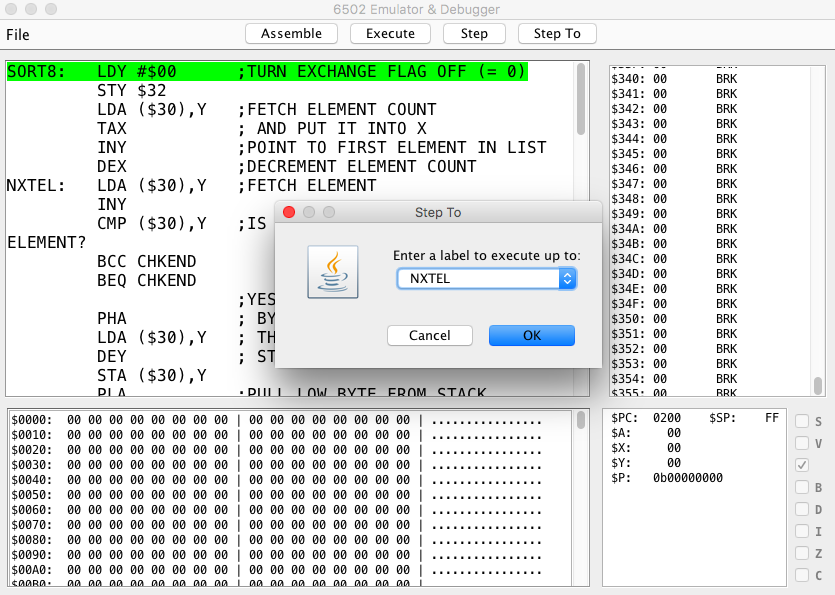 6502 Emulator & Debugger
File Assemble Execute Step Step To
SORT8: LDY #$00 ;TURN EXCHANGE FLAG OFF (= 0)
STY $32
LDA ($30),Y ;FETCH ELEMENT COUNT
TAX ; AND PUT IT INTO X
INY ;POINT TO FIRST ELEMENT IN LIST
DEX ;DECREMENT ELEMENT COUNT
NXTEL: LDA ($30),Y ;FETCH ELEMENT
INY
CMP ($30),Y ;IS
ELEMENT?
BCC CHKEND
BEQ CHKEND
;YES
PHA ; BY
LDA ($30),Y ; TH
DEY ; ST
STA ($30),Y
PLA ;PULL LOW BYTE FROM STACK
Step To
Enter a label to execute up to:
NXTEL
Cancel OK
$340: 00 BRK
$341: 00 BRK
$342: 00 BRK
$343: 00 BRK
$344: 00 BRK
$345: 00 BRK
$346: 00 BRK
$347: 00 BRK
$348: 00 BRK
$349: 00 BRK
$34A: 00 BRK
$34B: 00 BRK
$34C: 00 BRK
$34D: 00 BRK
$34E: 00 BRK
$34F: 00 BRK
$350: 00 BRK
$351: 00 BRK
$352: 00 BRK
$353: 00 BRK
$354: 00 BRK
$355: 00 BRK
$0000: 00 00 00 00 00 00 00 00 | 00 00 00 00 00 00 00 00 | ................
$0010: 00 00 00 00 00 00 00 00 | 00 00 00 00 00 00 00 00 | ................
$0020: 00 00 00 00 00 00 00 00 | 00 00 00 00 00 00 00 00 | ................
$0030: 00 00 00 00 00 00 00 00 | 00 00 00 00 00 00 00 00 | ................
$0040: 00 00 00 00 00 00 00 00 | 00 00 00 00 00 00 00 00 | ................
$0050: 00 00 00 00 00 00 00 00 | 00 00 00 00 00 00 00 00 | ................
$0060: 00 00 00 00 00 00 00 00 | 00 00 00 00 00 00 00 00 | ................
$0070: 00 00 00 00 00 00 00 00 | 00 00 00 00 00 00 00 00 | ................
$0080: 00 00 00 00 00 00 00 00 | 00 00 00 00 00 00 00 00 | ................
$0090: 00 00 00 00 00 00 00 00 | 00 00 00 00 00 00 00 00 | ................
$00A0: 00 00 00 00 00 00 00 00 | 00 00 00 00 00 00 00 00 | ................
$00B0: 00 00 00 00 00 00 00 00 | 00 00 00 00 00 00 00 00 | ................
$PC: 0200 $SP: FF
$A: 00
$X: 00
$Y: 00
$P: 0b00000000
S
V
B
D
I
Z
C